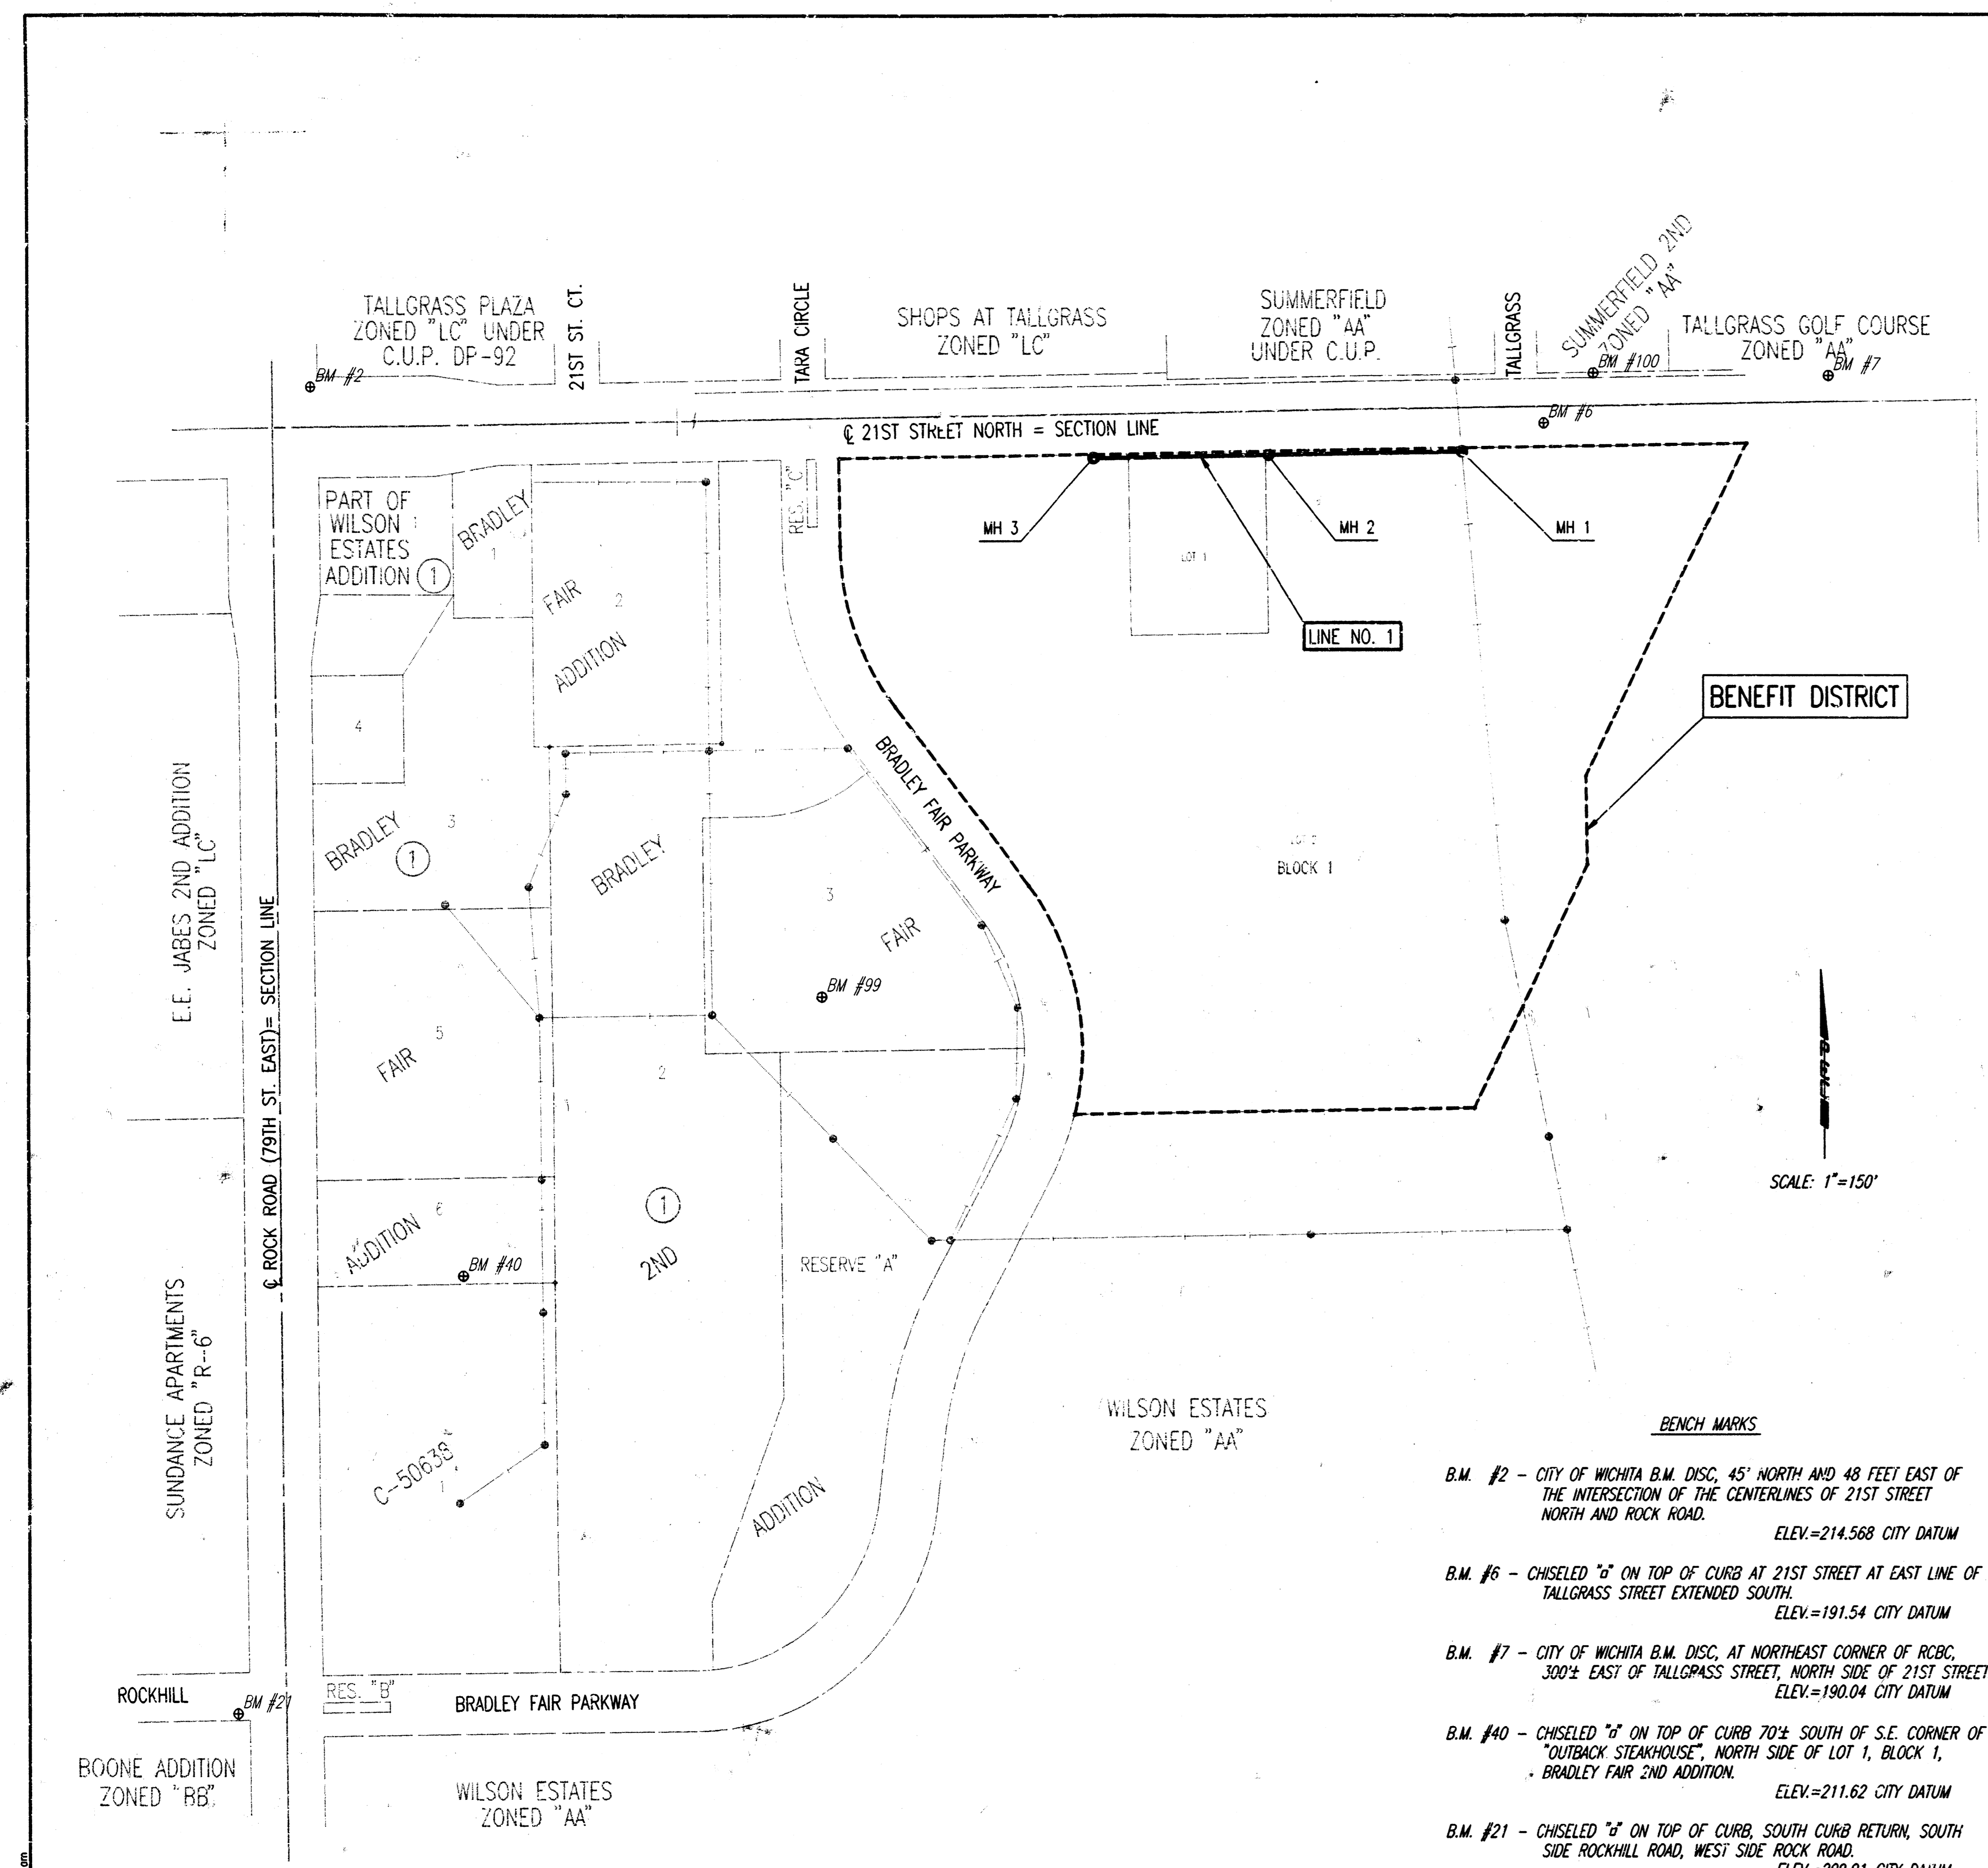 TALLGRASS PLAZA
ZONED "LC" UNDER
C.U.P. DP-92
21ST ST. CT.
TARA CIRCLE
SHOPS AT TALLGRASS
ZONED "LC"
SUMMERFIELD
ZONED "AA"
UNDER C.U.P.
TALLGRASS
SUMMERFIELD 2ND
ZONED "AA"
TALLGRASS GOLF COURSE
ZONED "AA"
BM #2
BM #100
BM #7
BM #6
℄ 21ST STREET NORTH = SECTION LINE
PART OF
WILSON
ESTATES
ADDITION
1
BRADLEY
1
FAIR
2
ADDITION
RES. "C"
MH 3
MH 2
MH 1
LOT 1
LINE NO. 1
BENEFIT DISTRICT
4
BRADLEY FAIR PARKWAY
E.E. JABES 2ND ADDITION
ZONED "LC"
℄ ROCK ROAD (79TH ST. EAST)= SECTION LINE
BRADLEY
3
1
BRADLEY
3
FAIR
BLOCK 1
BM #99
FAIR
5
2
SCALE: 1"=150'
ADDITION
6
BM #40
1
2ND
RESERVE "A"
SUNDANCE APARTMENTS
ZONED "R-6"
C-50638
1
ADDITION
WILSON ESTATES
ZONED "AA"
ROCKHILL
BM #21
RES. "B"
BRADLEY FAIR PARKWAY
BOONE ADDITION
ZONED "BB"
WILSON ESTATES
ZONED "AA"
BENCH MARKS
B.M. #2 - CITY OF WICHITA B.M. DISC, 45' NORTH AND 48 FEET EAST OF
THE INTERSECTION OF THE CENTERLINES OF 21ST STREET
NORTH AND ROCK ROAD.
ELEV.=214.568 CITY DATUM
B.M. #6 - CHISELED "□" ON TOP OF CURB AT 21ST STREET AT EAST LINE OF
TALLGRASS STREET EXTENDED SOUTH.
ELEV.=191.54 CITY DATUM
B.M. #7 - CITY OF WICHITA B.M. DISC, AT NORTHEAST CORNER OF RCBC,
300'± EAST OF TALLGRASS STREET, NORTH SIDE OF 21ST STREET
ELEV.=190.04 CITY DATUM
B.M. #40 - CHISELED "□" ON TOP OF CURB 70'± SOUTH OF S.E. CORNER OF
"OUTBACK STEAKHOUSE", NORTH SIDE OF LOT 1, BLOCK 1,
BRADLEY FAIR 2ND ADDITION.
ELEV.=211.62 CITY DATUM
B.M. #21 - CHISELED "□" ON TOP OF CURB, SOUTH CURB RETURN, SOUTH
SIDE ROCKHILL ROAD, WEST SIDE ROCK ROAD.